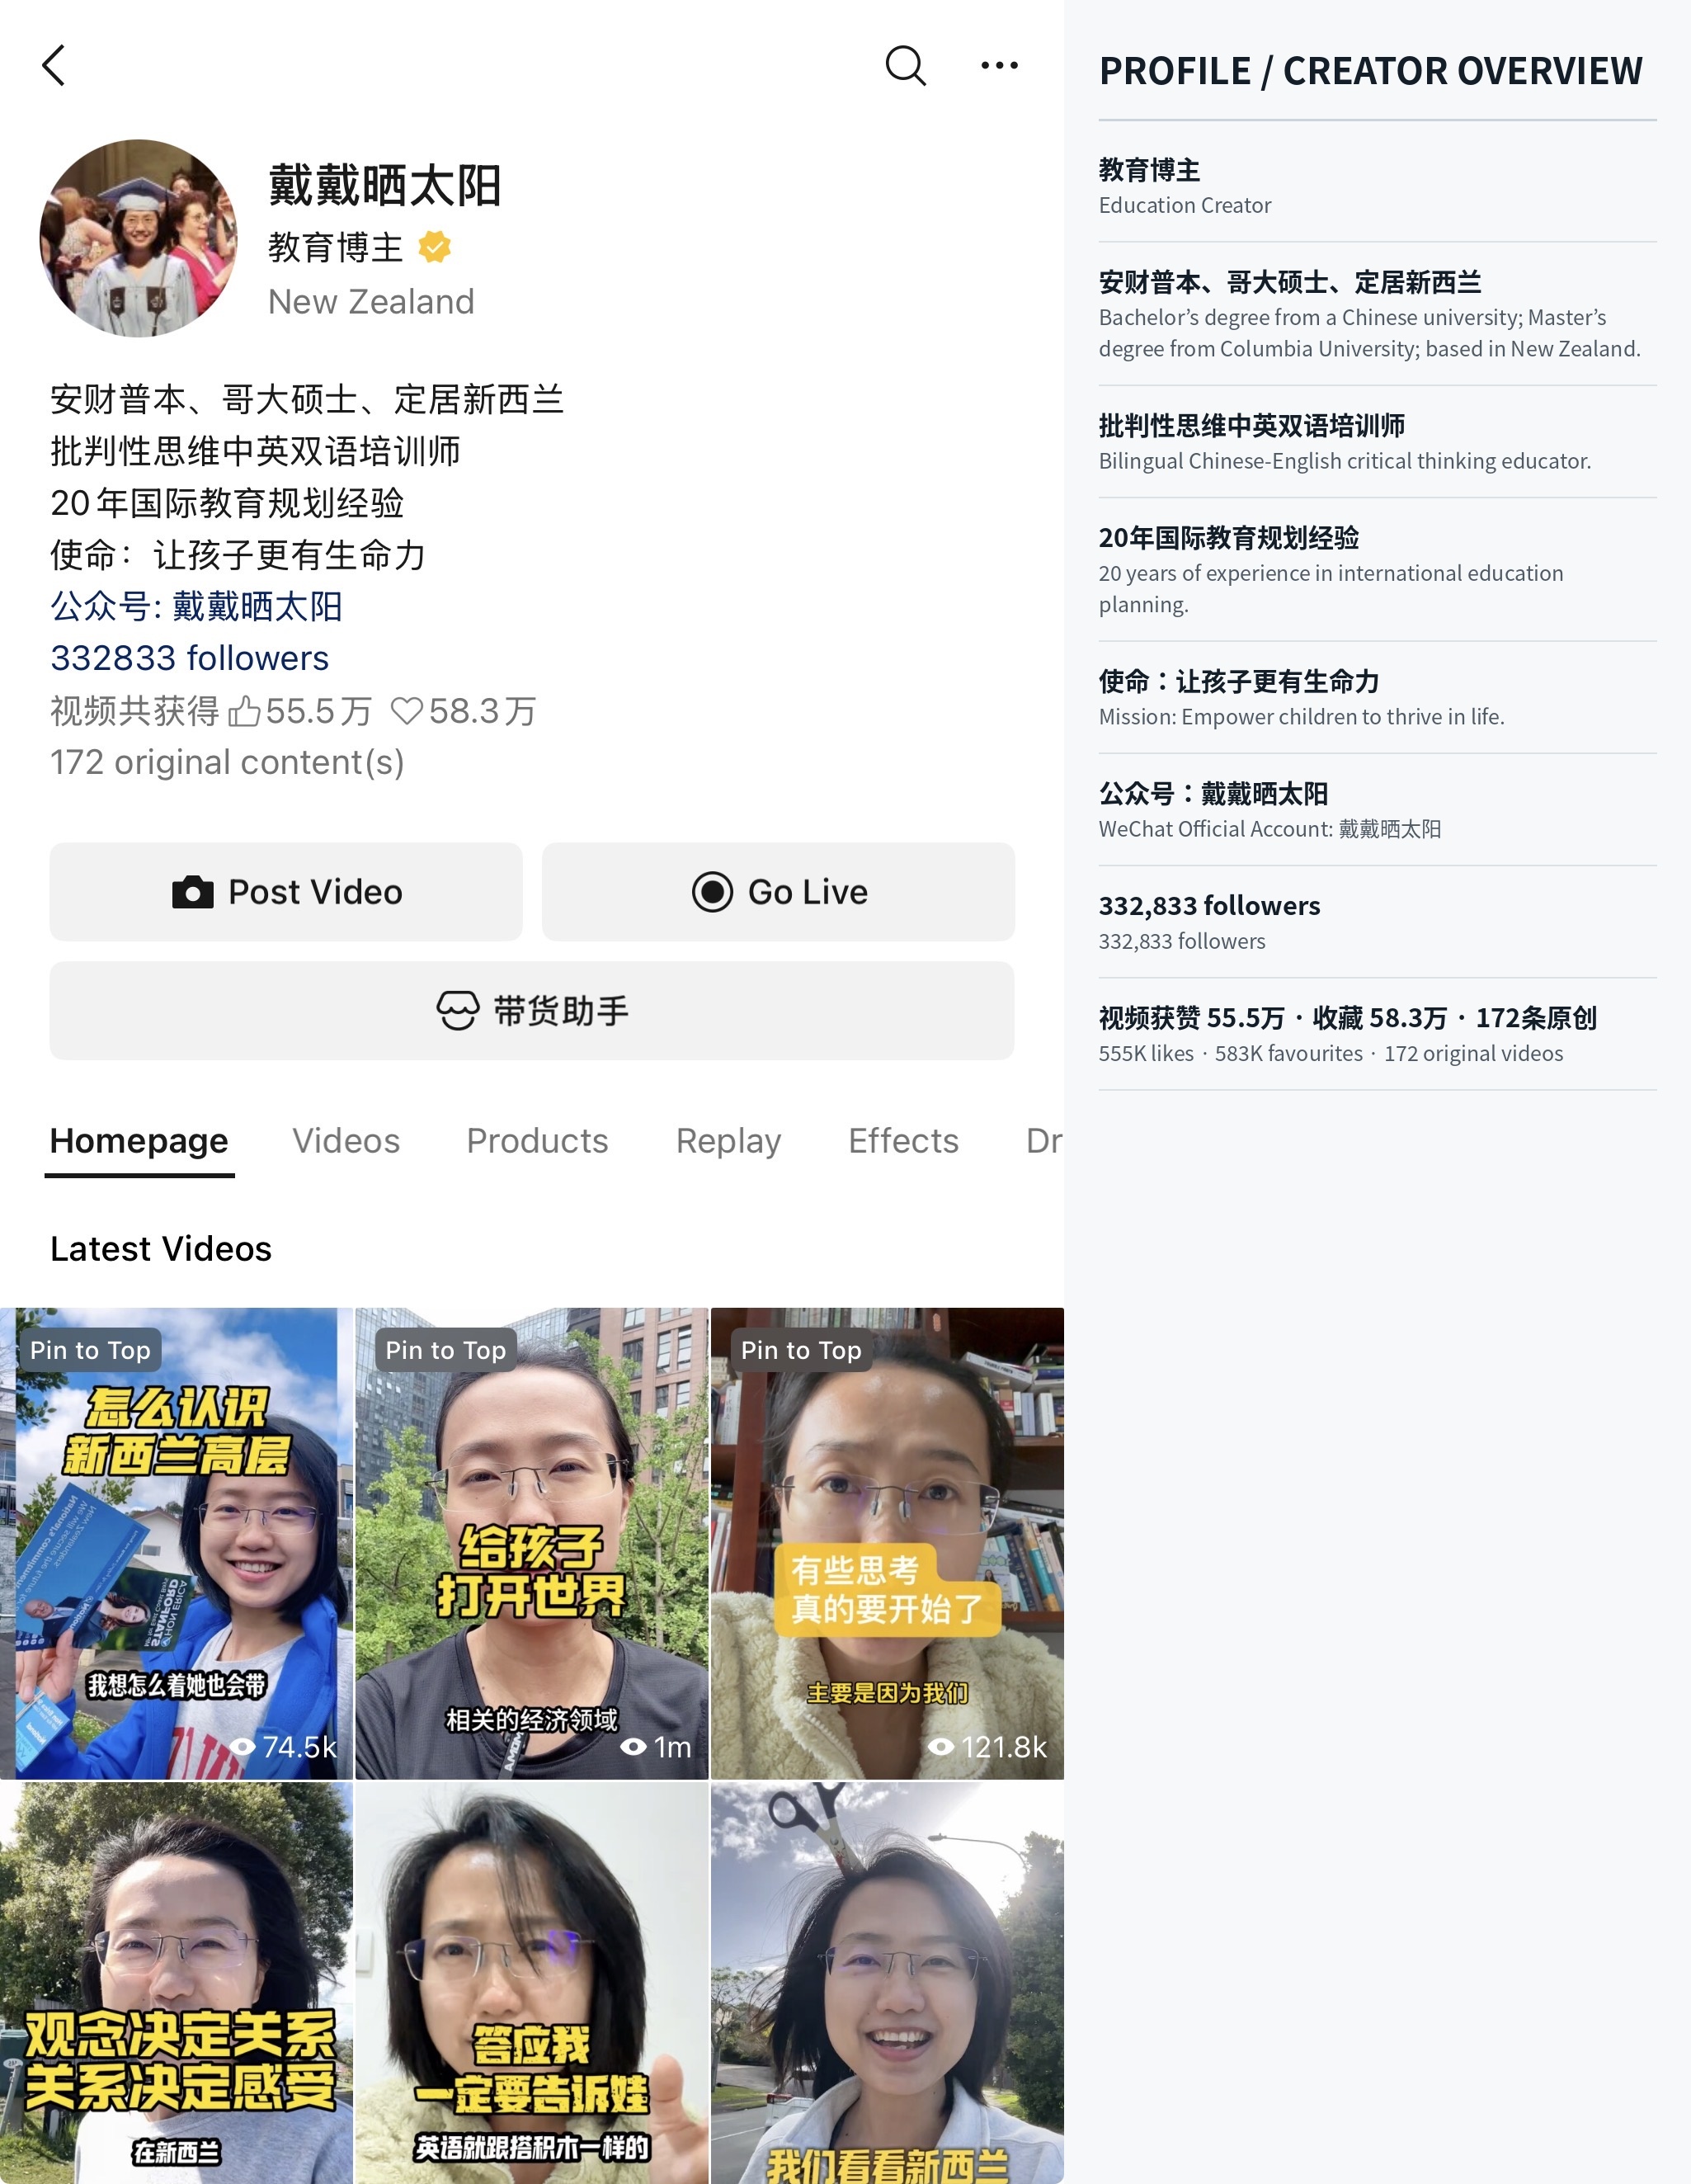 戴戴晒太阳
教育博主
New Zealand
安财普本、哥大硕士、定居新西兰
批判性思维中英双语培训师
20年国际教育规划经验
使命：让孩子更有生命力
公众号: 戴戴晒太阳
332833 followers
视频共获得 55.5万 58.3万
172 original content(s)
Post Video
Go Live
带货助手
Homepage Videos Products Replay Effects Dr
Latest Videos
Pin to Top
怎么认识
新西兰高层
我想怎么着她也会带
74.5k
Pin to Top
给孩子
打开世界
相关的经济领域
1m
Pin to Top
有些思考
真的要开始了
主要是因为我们
121.8k
观念决定关系
关系决定感受
在新西兰
答应我
一定要告诉娃
英语就跟搭积木一样的
我们看看新西兰
PROFILE / CREATOR OVERVIEW
教育博主
Education Creator
安财普本、哥大硕士、定居新西兰
Bachelor’s degree from a Chinese university; Master’s
degree from Columbia University; based in New Zealand.
批判性思维中英双语培训师
Bilingual Chinese-English critical thinking educator.
20年国际教育规划经验
20 years of experience in international education
planning.
使命：让孩子更有生命力
Mission: Empower children to thrive in life.
公众号：戴戴晒太阳
WeChat Official Account: 戴戴晒太阳
332,833 followers
332,833 followers
视频获赞 55.5万 · 收藏 58.3万 · 172条原创
555K likes · 583K favourites · 172 original videos